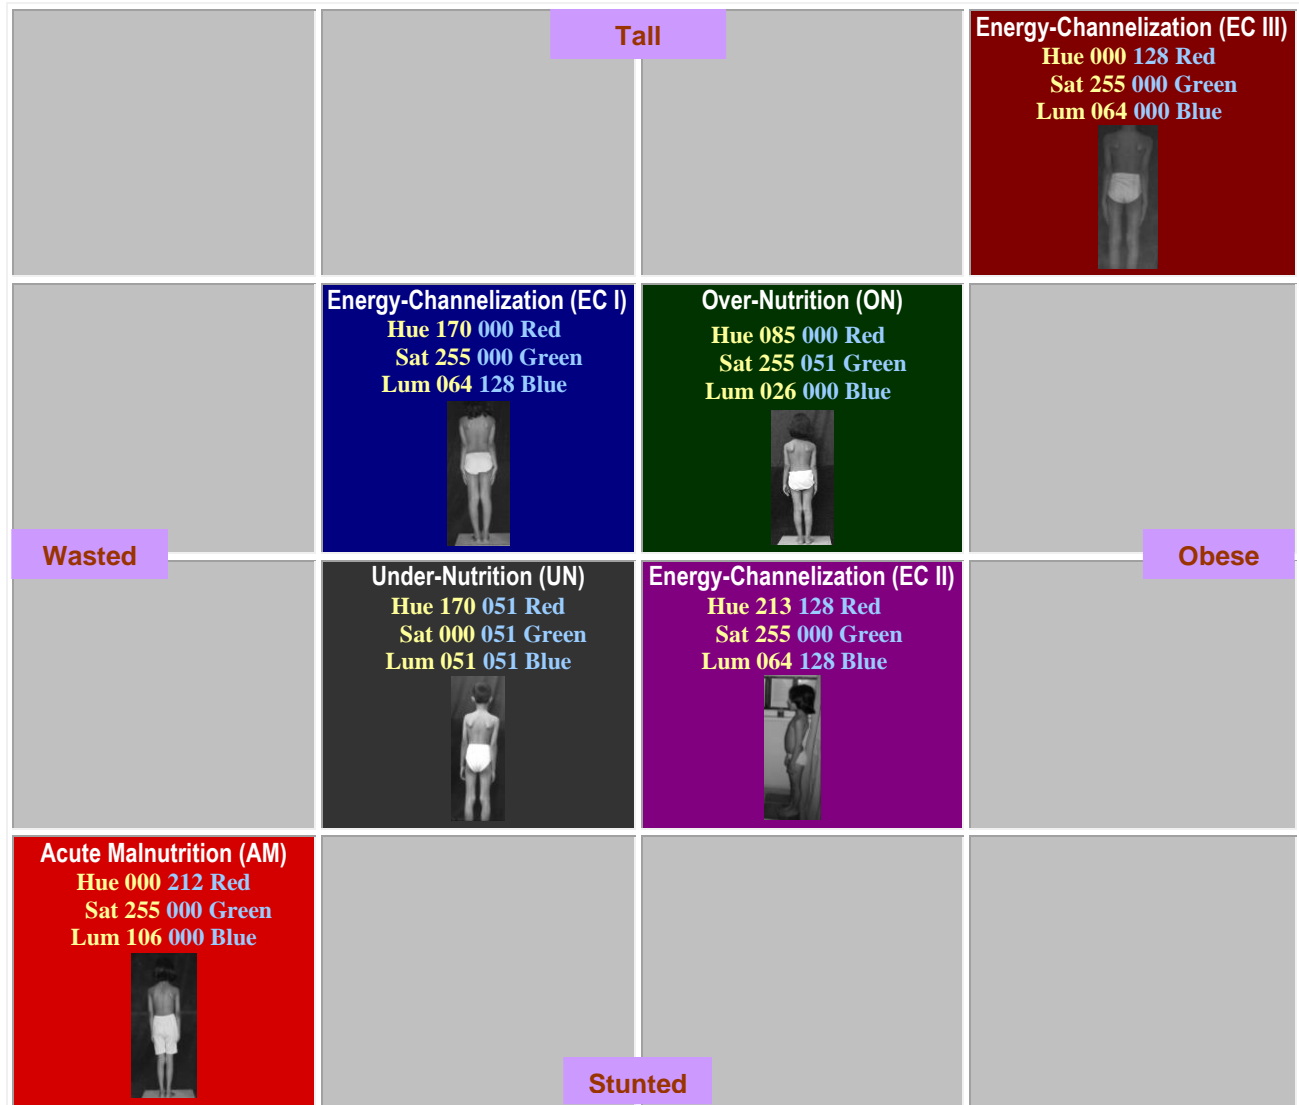 Tall
Energy-Channelization (EC III)
Hue 000 128 Red
Sat 255 000 Green
Lum 064 000 Blue
Energy-Channelization (EC I)
Hue 170 000 Red
Sat 255 000 Green
Lum 064 128 Blue
Over-Nutrition (ON)
Hue 085 000 Red
Sat 255 051 Green
Lum 026 000 Blue
Wasted
Obese
Under-Nutrition (UN)
Hue 170 051 Red
Sat 000 051 Green
Lum 051 051 Blue
Energy-Channelization (EC II)
Hue 213 128 Red
Sat 255 000 Green
Lum 064 128 Blue
Acute Malnutrition (AM)
Hue 000 212 Red
Sat 255 000 Green
Lum 106 000 Blue
Stunted